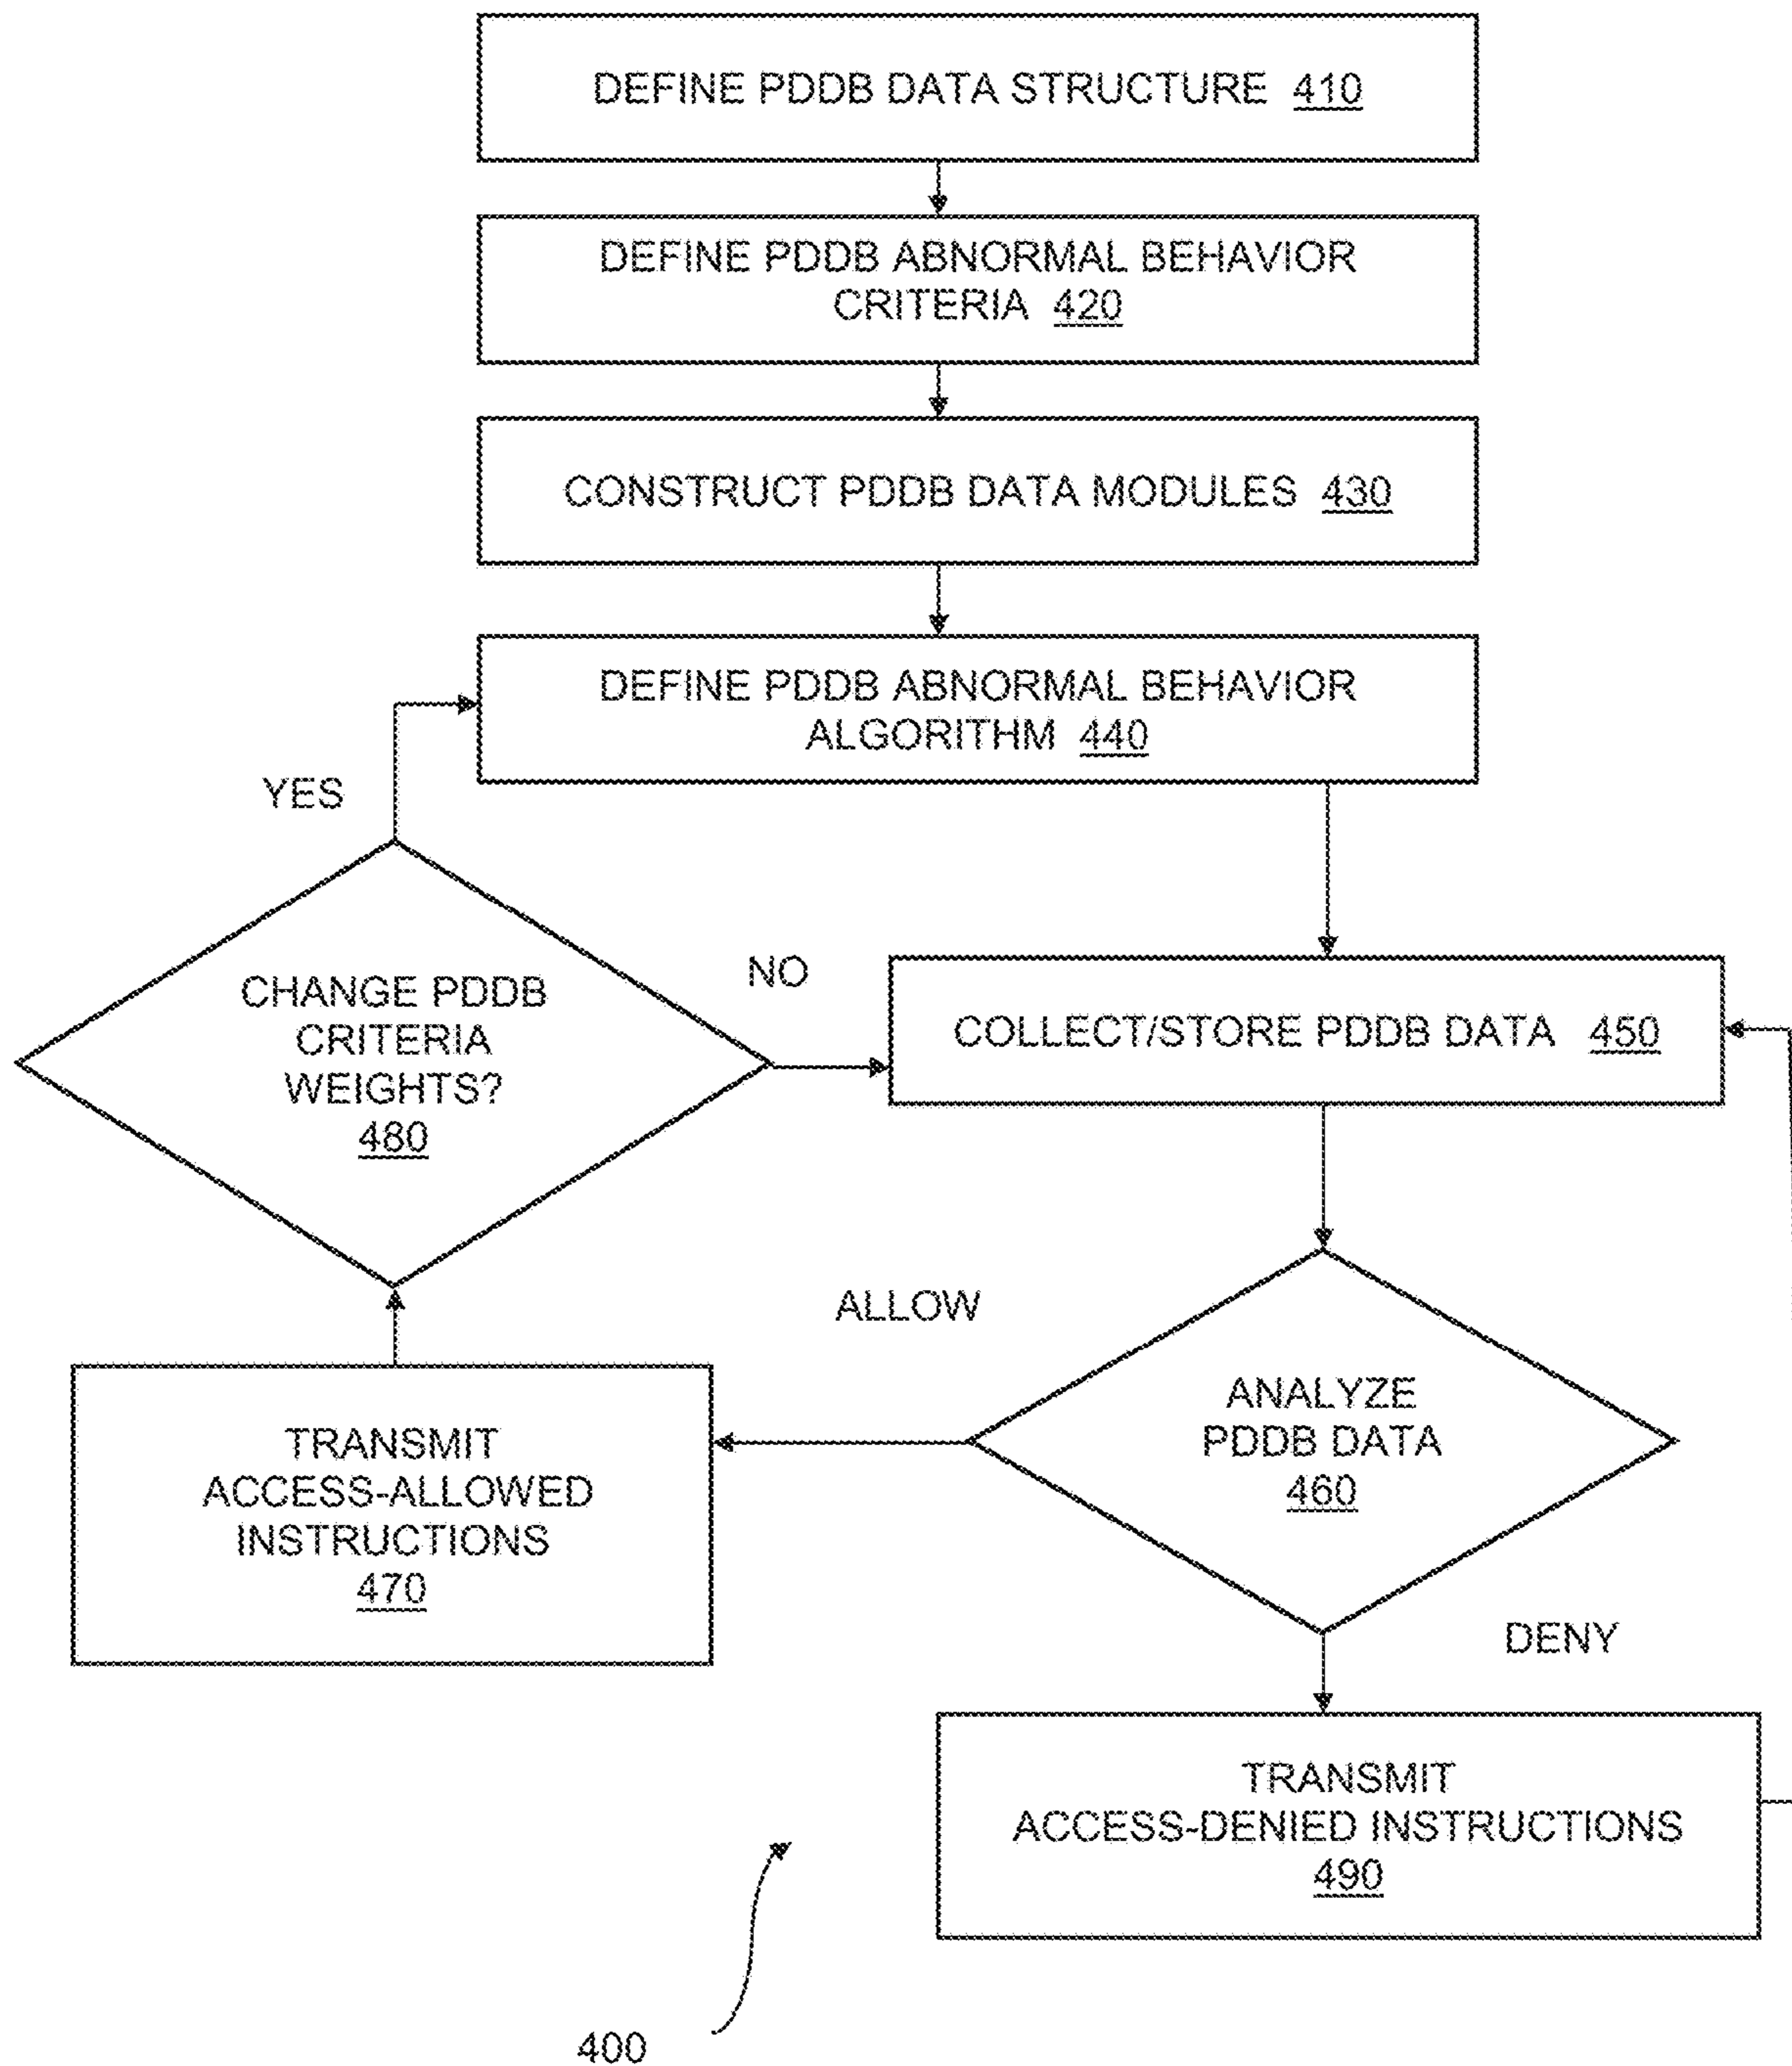 DEFINE PDDB DATA STRUCTURE 410
DEFINE PDDB ABNORMAL BEHAVIOR
CRITERIA 420
CONSTRUCT PDDB DATA MODULES 430
DEFINE PDDB ABNORMAL BEHAVIOR
ALGORITHM 440
YES
CHANGE PDDB
CRITERIA
WEIGHTS?
480
NO
COLLECT/STORE PDDB DATA 450
ALLOW
ANALYZE
PDDB DATA
460
TRANSMIT
ACCESS-ALLOWED
INSTRUCTIONS
470
DENY
TRANSMIT
ACCESS-DENIED INSTRUCTIONS
490
400